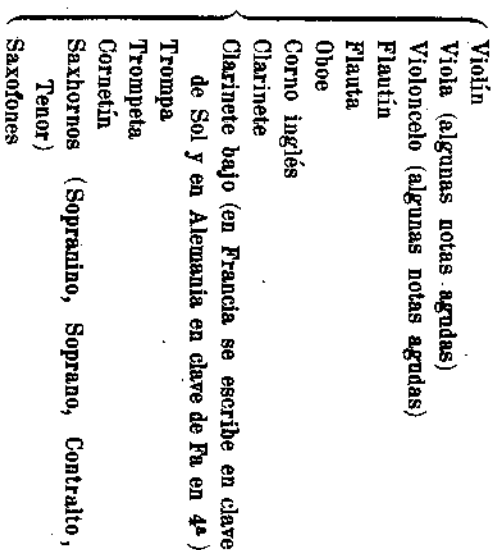 Violín
Viola (algunas notas agudas)
Violoncelo (algunas notas agudas)
Flautín
Flauta
Oboe
Corno inglés
Clarinete
Clarinete bajo (en Francia se escribe en clave
de Sol y en Alemania en clave de Fa en 4ª)
Trompa
Trompeta
Cornetín
Saxhornos (Sopranino, Soprano, Contralto,
Tenor)
Saxofones